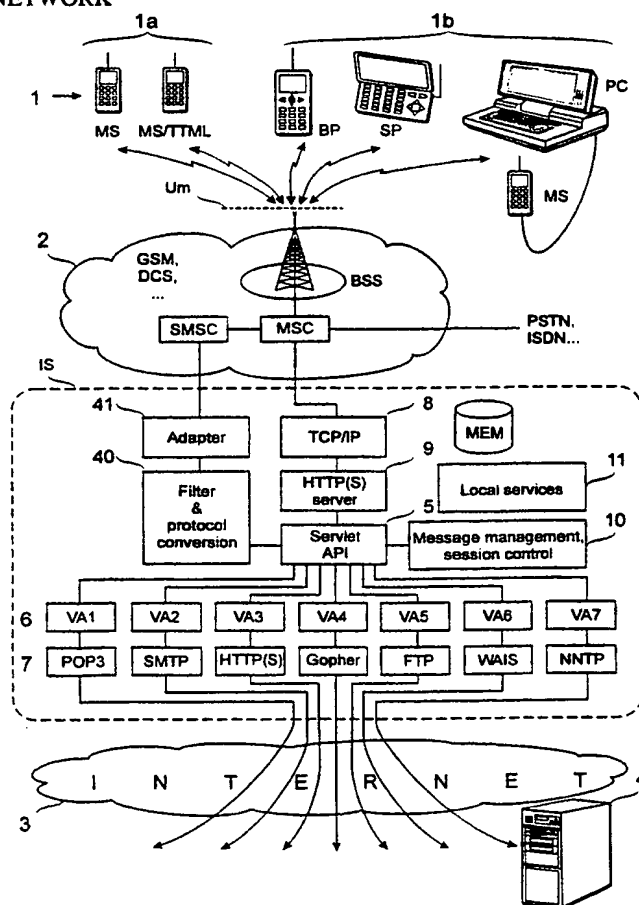 NETWORK
1a 1b
1
MS MS/TTML BP SP PC
MS
Um
2
GSM,
DCS,
...
BSS
SMSC MSC
PSTN,
ISDN...
IS
41 8
Adapter TCP/IP MEM
40 9
Filter
&
protocol
conversion
HTTP(S)
server
11
Local services
5
Servlet
API
10
Message management,
session control
6 VA1 VA2 VA3 VA4 VA5 VA6 VA7
7 POP3 SMTP HTTP(S) Gopher FTP WAIS NNTP
I N T E R N E T
3 4